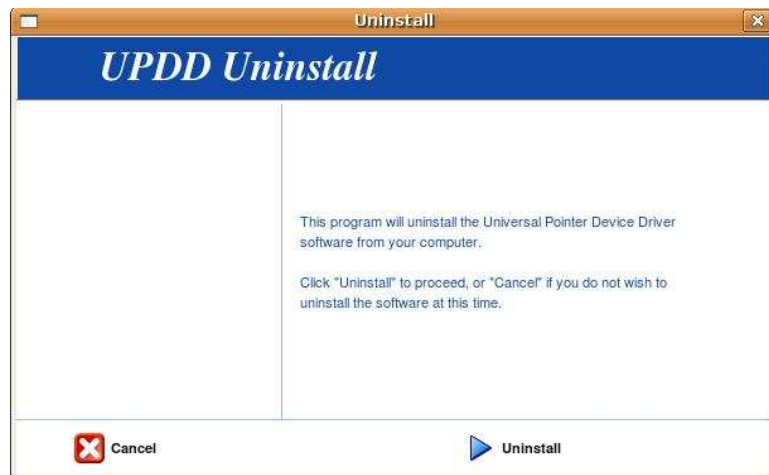 Uninstall
UPDD Uninstall
This program will uninstall the Universal Pointer Device Driver
software from your computer.
Click "Uninstall" to proceed, or "Cancel" if you do not wish to
uninstall the software at this time.
Cancel
Uninstall